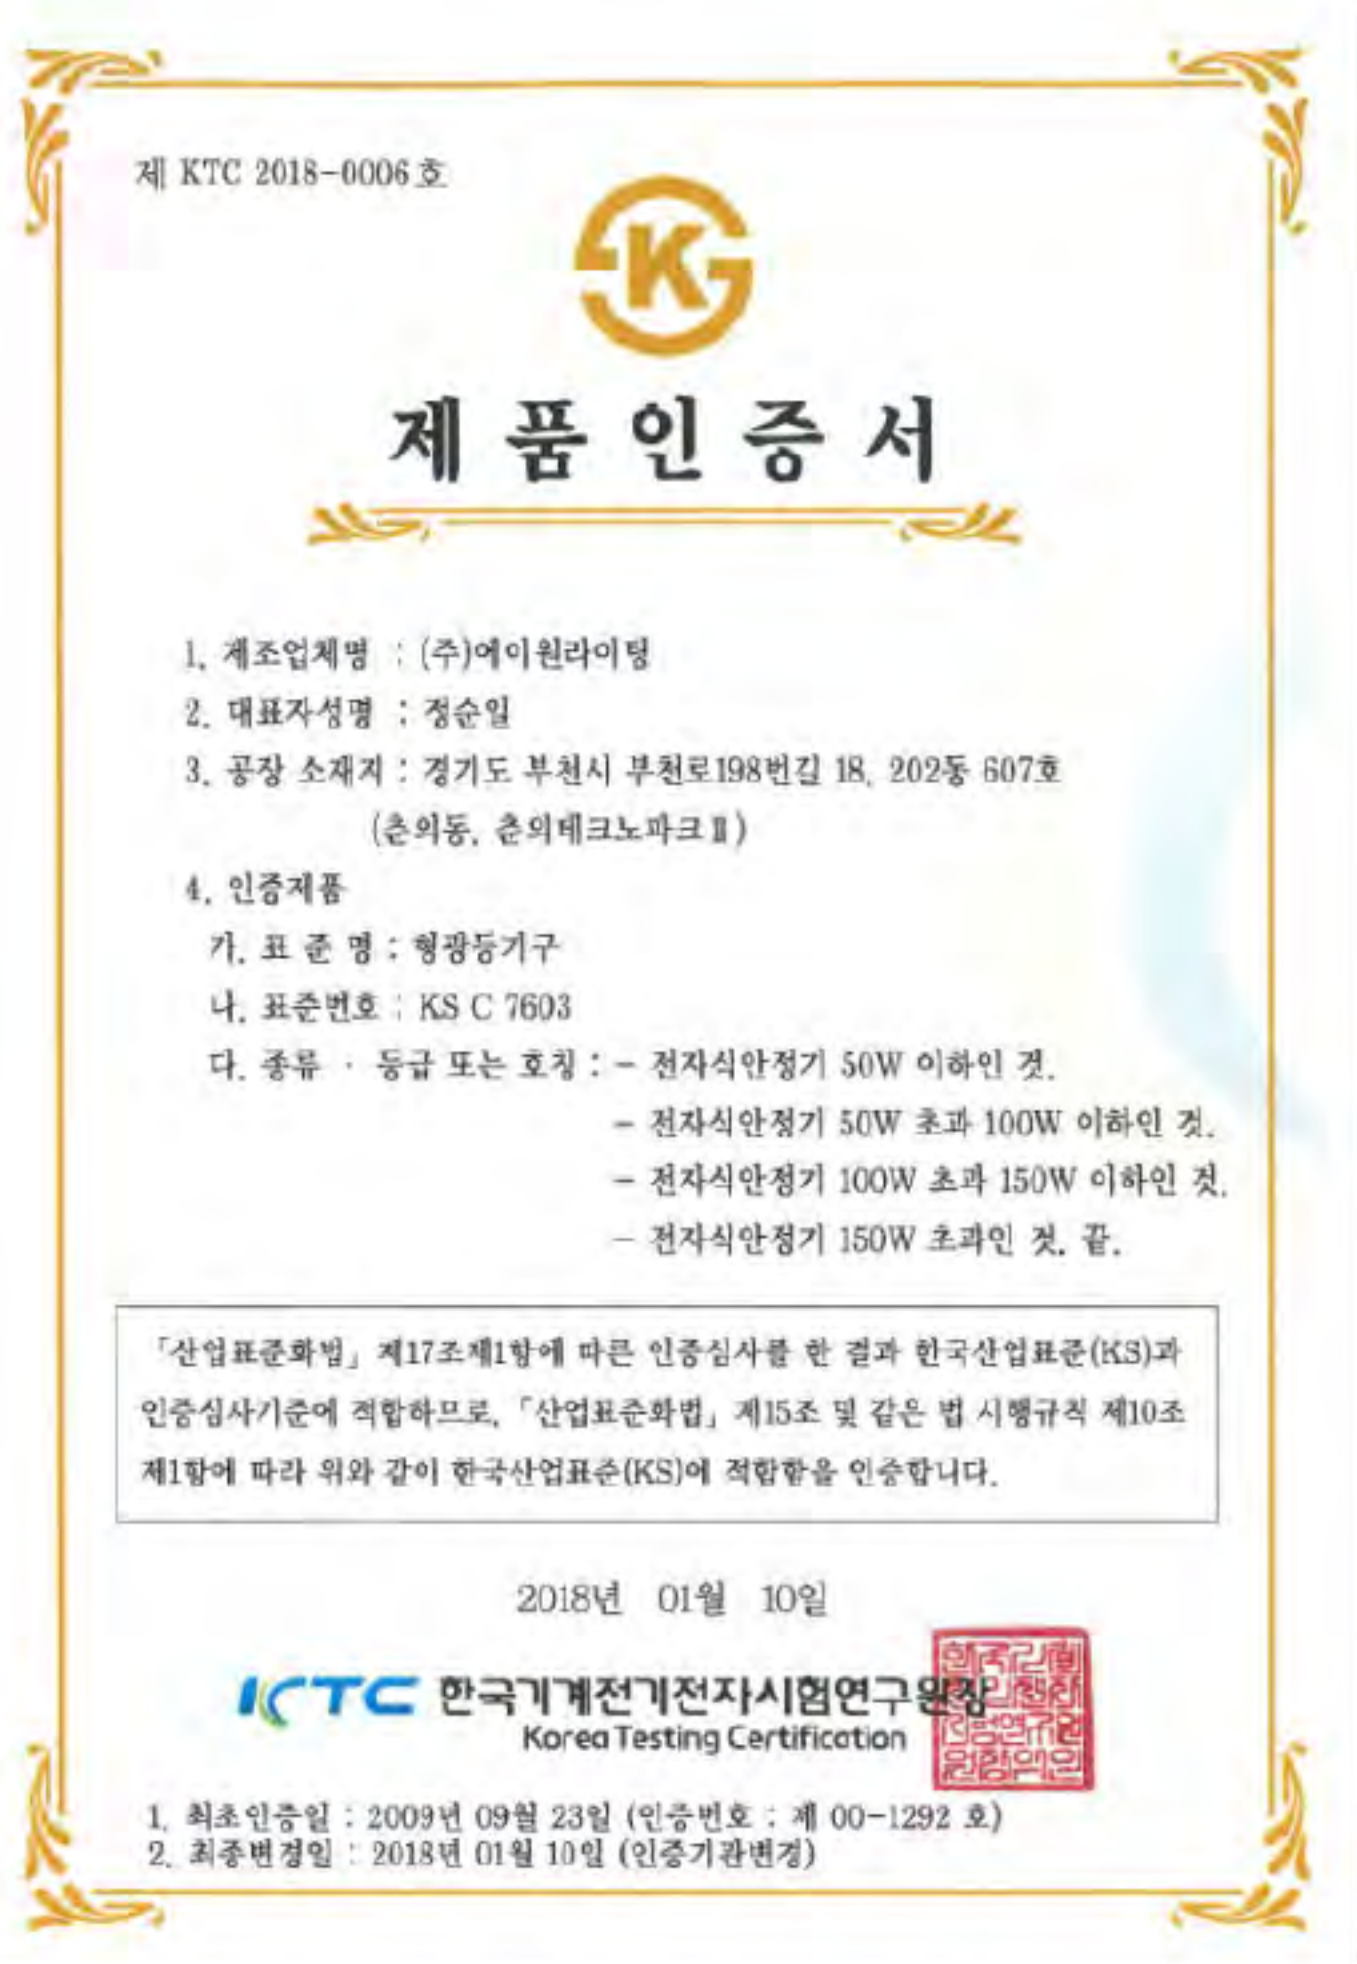 제 KTC 2018-0006호
K
제 품 인 증 서
1. 제조업체명 : (주)에이원라이팅
2. 대표자성명 : 정순일
3. 공장 소재지 : 경기도 부천시 부천로198번길 18, 202동 607호
(춘의동, 춘의테크노파크Ⅱ)
4. 인증제품
가. 표 준 명 : 형광등기구
나. 표준번호 : KS C 7603
다. 종류 · 등급 또는 호칭 : - 전자식안정기 50W 이하인 것.
- 전자식안정기 50W 초과 100W 이하인 것.
- 전자식안정기 100W 초과 150W 이하인 것.
- 전자식안정기 150W 초과인 것. 끝.
「산업표준화법」 제17조제1항에 따른 인증심사를 한 결과 한국산업표준(KS)과
인증심사기준에 적합하므로, 「산업표준화법」 제15조 및 같은 법 시행규칙 제10조
제1항에 따라 위와 같이 한국산업표준(KS)에 적합함을 인증합니다.
2018년 01월 10일
KTC 한국기계전기전자시험연구원장
Korea Testing Certification
1. 최초인증일 : 2009년 09월 23일 (인증번호 : 제 00-1292 호)
2. 최종변경일 : 2018년 01월 10일 (인증기관변경)